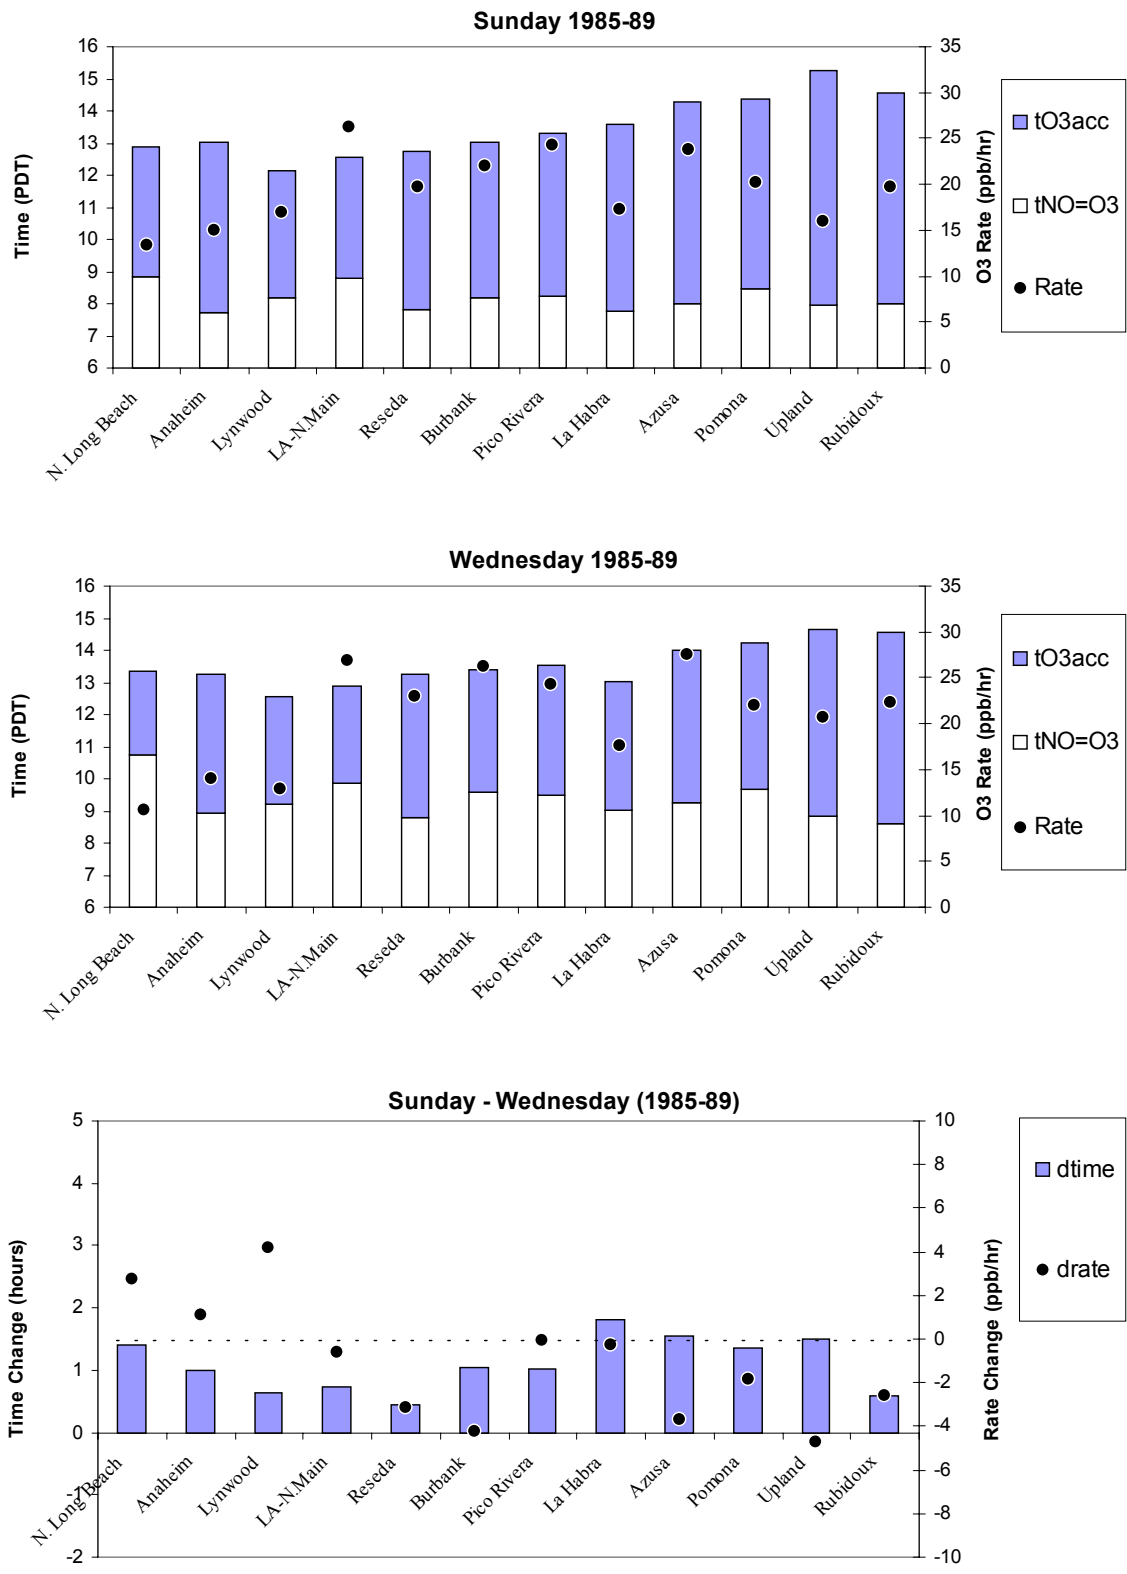 Sunday 1985-89
16
15
14
13
12
11
10
9
8
7
6
Time (PDT)
35
30
25
20
15
10
5
0
O3 Rate (ppb/hr)
tO3acc
tNO=O3
Rate
N. Long Beach
Anaheim
Lynwood
LA-N.Main
Reseda
Burbank
Pico Rivera
La Habra
Azusa
Pomona
Upland
Rubidoux
Wednesday 1985-89
16
15
14
13
12
11
10
9
8
7
6
Time (PDT)
35
30
25
20
15
10
5
0
O3 Rate (ppb/hr)
tO3acc
tNO=O3
Rate
N. Long Beach
Anaheim
Lynwood
LA-N.Main
Reseda
Burbank
Pico Rivera
La Habra
Azusa
Pomona
Upland
Rubidoux
Sunday - Wednesday (1985-89)
5
4
3
2
1
0
-1
-2
Time Change (hours)
10
8
6
4
2
0
-2
-4
-6
-8
-10
Rate Change (ppb/hr)
dtime
drate
N. Long Beach
Anaheim
Lynwood
LA-N.Main
Reseda
Burbank
Pico Rivera
La Habra
Azusa
Pomona
Upland
Rubidoux